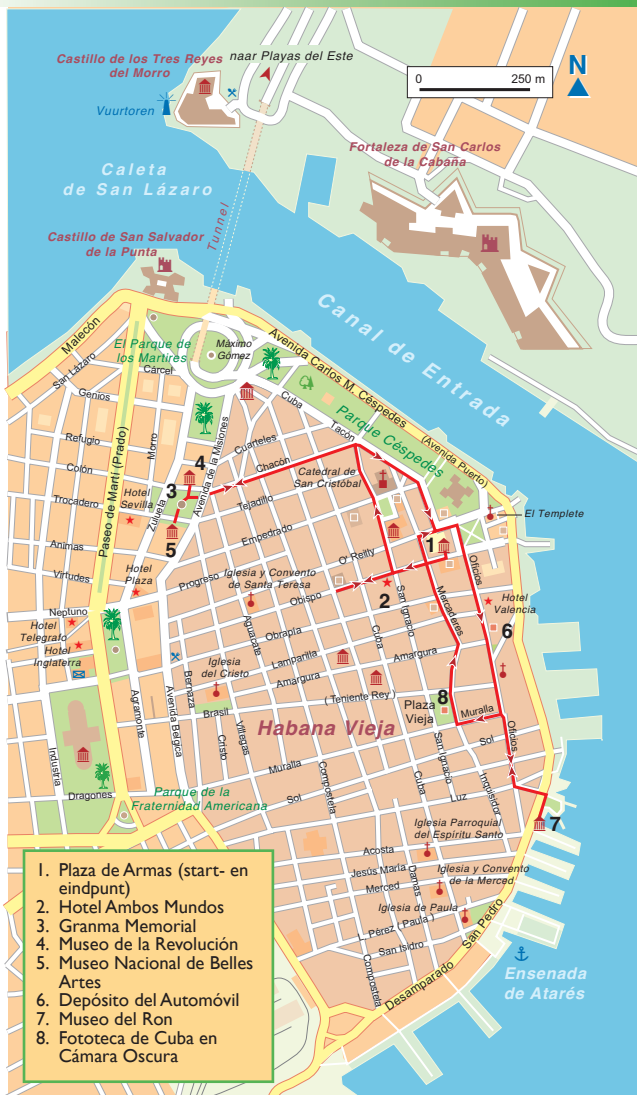 Castillo de los Tres Reyes
del Morro
naar Playas del Este
0 250 m
N
Vuurtoren
Fortaleza de San Carlos
de la Cabaña
Caleta
de San Lázaro
Tunnel
Castillo de San Salvador
de la Punta
Canal de Entrada
Malecón
El Parque de
los Martires
Máximo
Gómez
Avenida Carlos M. Céspedes
(Avenida Puerto)
San Lázaro
Cárcel
Genios
Cuba
Parque Céspedes
Tacón
Refugio
Morro
Avenida de la Misiones
Cuarteles
Colón
4
Chacón
Catedral de
San Cristóbal
Trocadero
Hotel
Sevilla
3
Zulueta
Tejadillo
Paseo de Martí (Prado)
Animas
5
Empedrado
El Templete
1
Virtudes
Hotel
Plaza
Progreso
Iglesia y Convento
de Santa Teresa
O' Reilly
Oficios
Obispo
2
Hotel
Valencia
Neptuno
Hotel
Telegrafo
Hotel
Inglaterra
Aguacate
Obrapla
San Ignacio
Mercaderes
6
Cuba
Lamparilla
Amargura
Iglesia
del Cristo
Bernaza
Amargura
( Teniente Rey )
8
Plaza
Vieja
Muralla
Brasil
Agramonte
Avenida Belgica
Villegas
Cristo
Habana Vieja
Sol
Oficios
Industria
Muralla
Compostela
San Ignacio
Cuba
Inquisidor
Luz
Dragones
Parque de la
Fraternidad Americana
Sol
Iglesia Parroquial
del Espiritu Santo
7
Acosta
Jesús María
Damas
Iglesia y Convento
de la Merced
Merced
Iglesia de Paula
L. Pérez ( Paula )
San Pedro
San Isidro
Compostela
Desamparado
Ensenada
de Atarés
1. Plaza de Armas (start- en
eindpunt)
2. Hotel Ambos Mundos
3. Granma Memorial
4. Museo de la Revolución
5. Museo Nacional de Belles
Artes
6. Depósito del Automóvil
7. Museo del Ron
8. Fototeca de Cuba en
Cámara Oscura